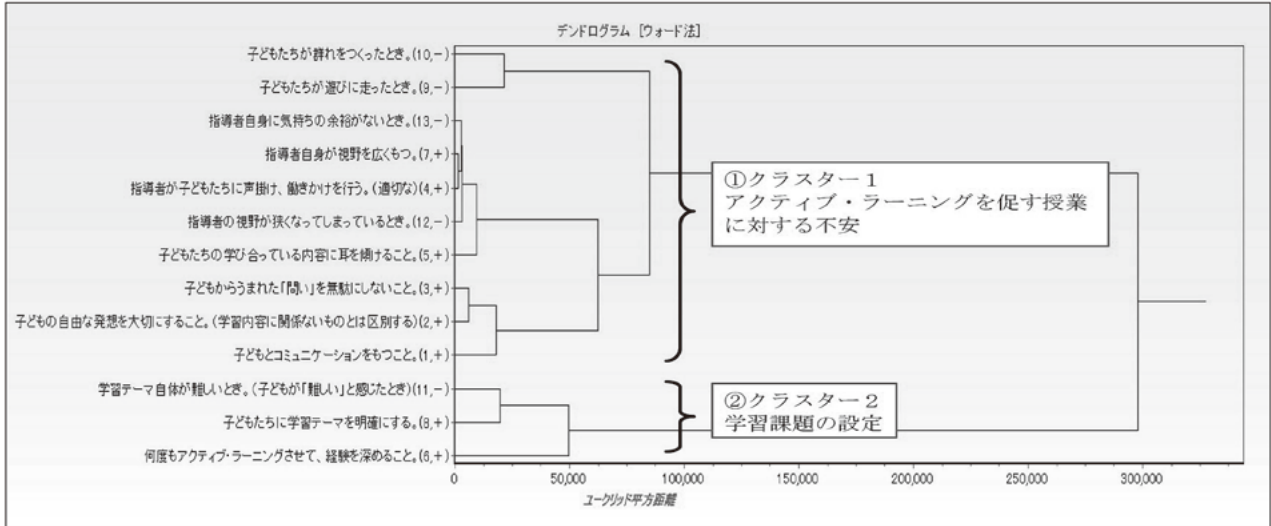 デンドログラム [ウォード法]
子どもたちが群れをつくったとき。(10,-)
子どもたちが遊びに走ったとき。(9,-)
指導者自身に気持ちの余裕がないとき。(13,-)
指導者自身が視野を広くもつ。(7,+)
指導者が子どもたちに声掛け、働きかけを行う。(適切な)(4,+)
指導者の視野が狭くなってしまっているとき。(12,-)
子どもたちの学び合っている内容に耳を傾けること。(5,+)
子どもからうまれた「問い」を無駄にしないこと。(3,+)
子どもの自由な発想を大切にすること。(学習内容に関係ないものとは区別する)(2,+)
子どもとコミュニケーションをもつこと。(1,+)
学習テーマ自体が難しいとき。(子どもが「難しい」と感じたとき)(11,-)
子どもたちに学習テーマを明確にする。(8,+)
何度もアクティブ・ラーニングさせて、経験を深めること。(6,+)
①クラスター1
アクティブ・ラーニングを促す授業
に対する不安
②クラスター2
学習課題の設定
0 50,000 100,000 150,000 200,000 250,000 300,000
ユークリッド平方距離